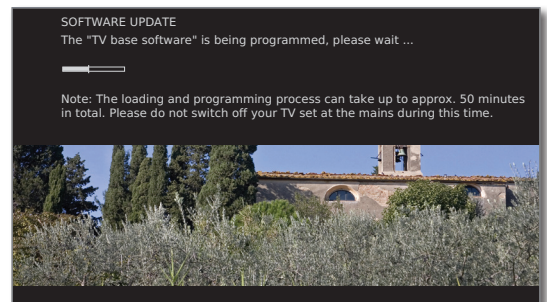 SOFTWARE UPDATE
The "TV base software" is being programmed, please wait ...
Note: The loading and programming process can take up to approx. 50 minutes
in total. Please do not switch off your TV set at the mains during this time.